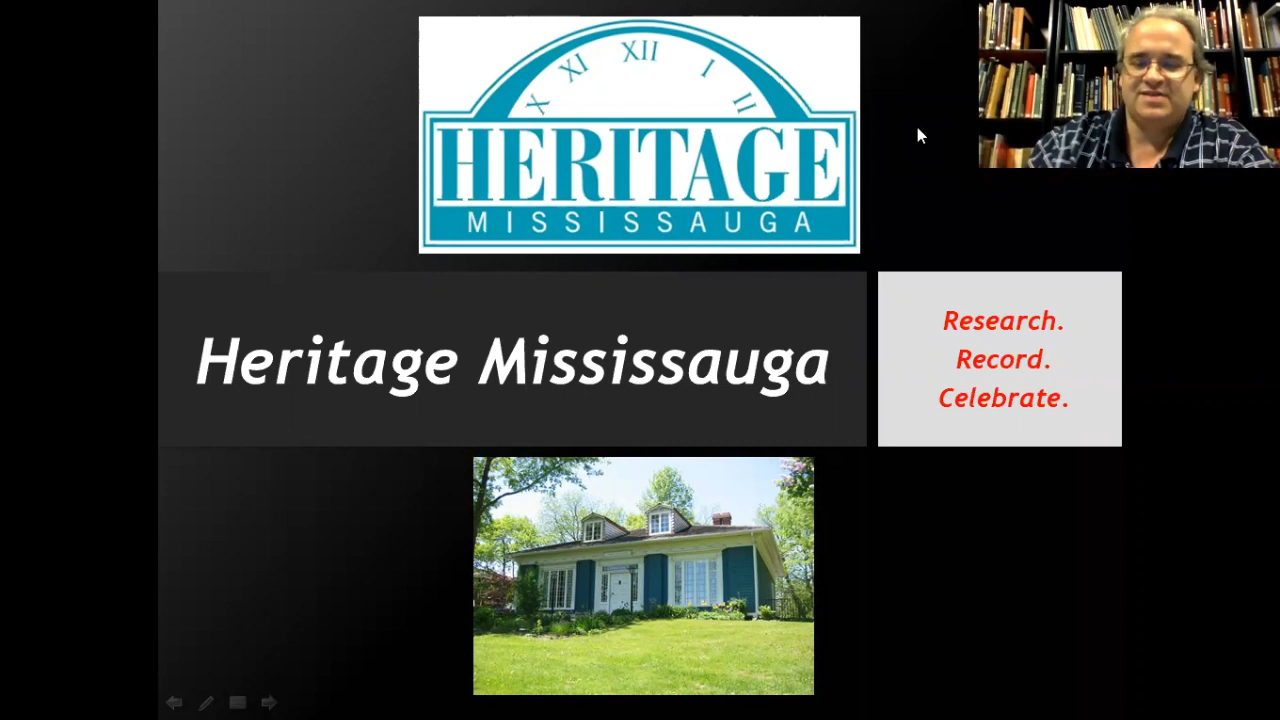 X XI XII I II
HERITAGE
MISSISSAUGA
Heritage Mississauga
Research.
Record.
Celebrate.